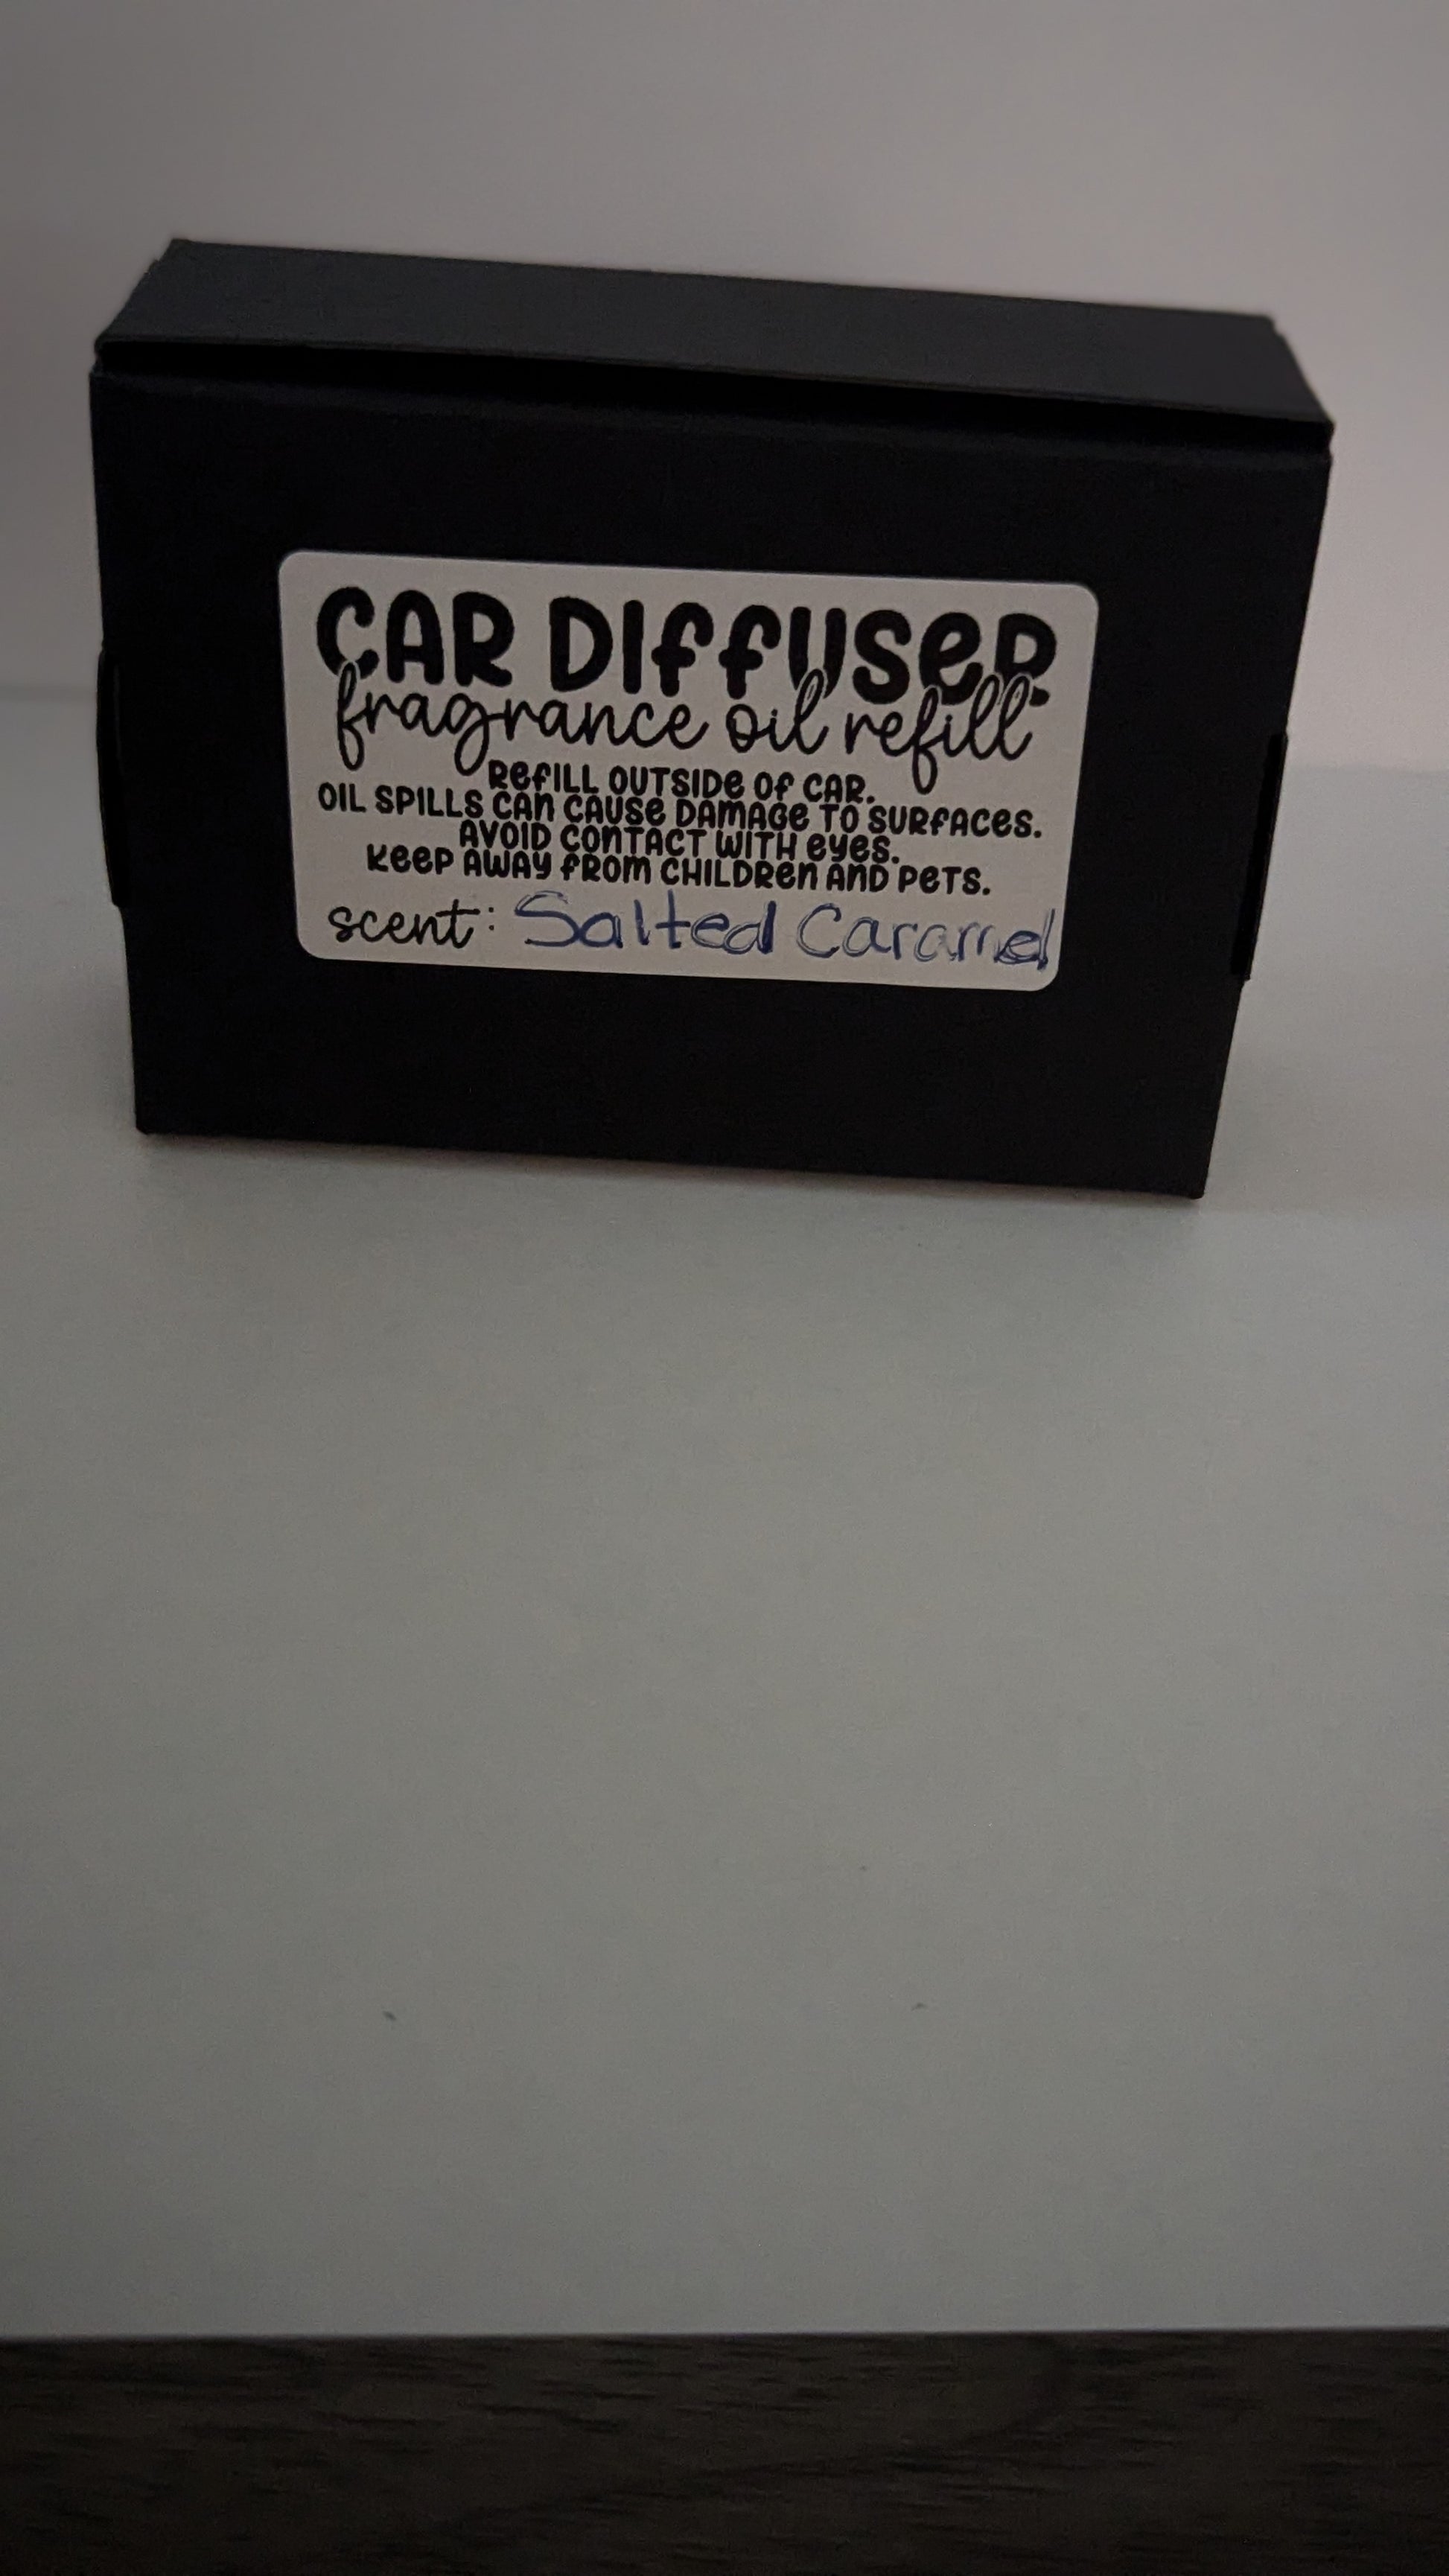 CAR DIFFUSER
fragrance oil refill
REFILL OUTSIDE OF CAR.
OIL SPILLS CAN CAUSE DAMAGE TO SURFACES.
AVOID CONTACT WITH EYES.
KEEP AWAY FROM CHILDREN AND PETS.
scent: Salted Caramel